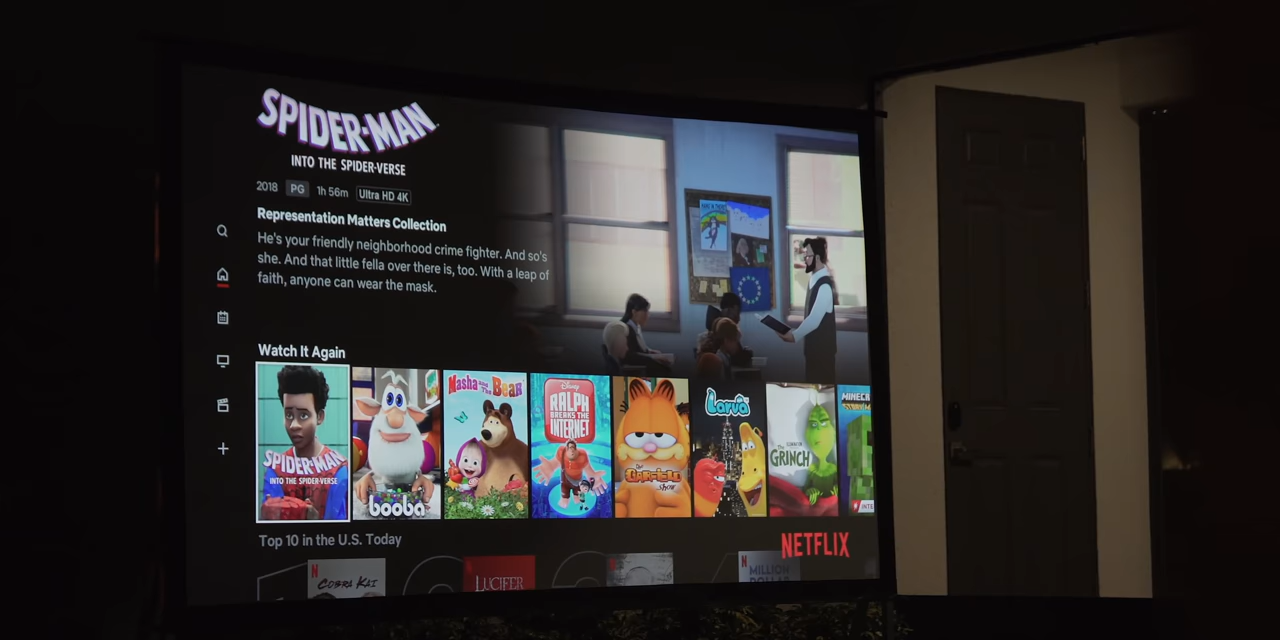 SPIDER-MAN
INTO THE SPIDER-VERSE
2018 PG 1h 56m Ultra HD 4K
Representation Matters Collection
He's your friendly neighborhood crime fighter. And so's
she. And that little fella over there is, too. With a leap of
faith, anyone can wear the mask.
Watch It Again
SPIDER-MAN
INTO THE SPIDER-VERSE
booba
Masha and The Bear
Disney
RALPH
BREAKS THE
INTERNET
The
GARFIELD
Show
Larva
The
GRINCH
MINECR
Top 10 in the U.S. Today
NETFLIX
N
COBRA KAI
LUCIFER
N
MILLION
DOLLAR